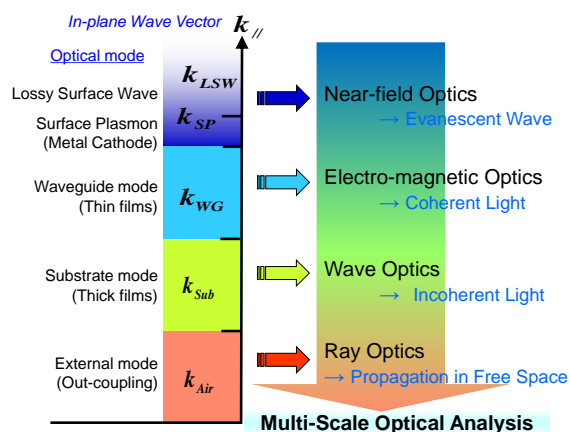 In-plane Wave Vector
k//
Optical mode
kLSW
Lossy Surface Wave
Near-field Optics
→ Evanescent Wave
Surface Plasmon
(Metal Cathode)
kSP
Waveguide mode
(Thin films)
kWG
Electro-magnetic Optics
→ Coherent Light
Substrate mode
(Thick films)
kSub
Wave Optics
→ Incoherent Light
External mode
(Out-coupling)
kAir
Ray Optics
→ Propagation in Free Space
Multi-Scale Optical Analysis